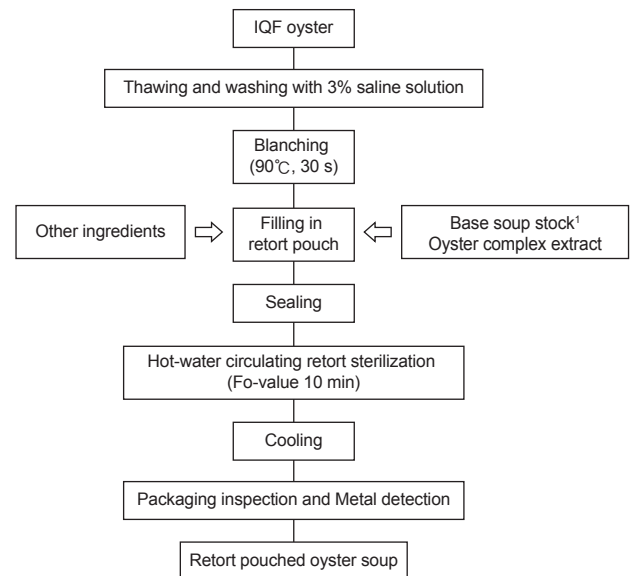 IQF oyster
Thawing and washing with 3% saline solution
Blanching
(90℃, 30 s)
Other ingredients
Filling in
retort pouch
Base soup stock¹
Oyster complex extract
Sealing
Hot-water circulating retort sterilization
(Fo-value 10 min)
Cooling
Packaging inspection and Metal detection
Retort pouched oyster soup